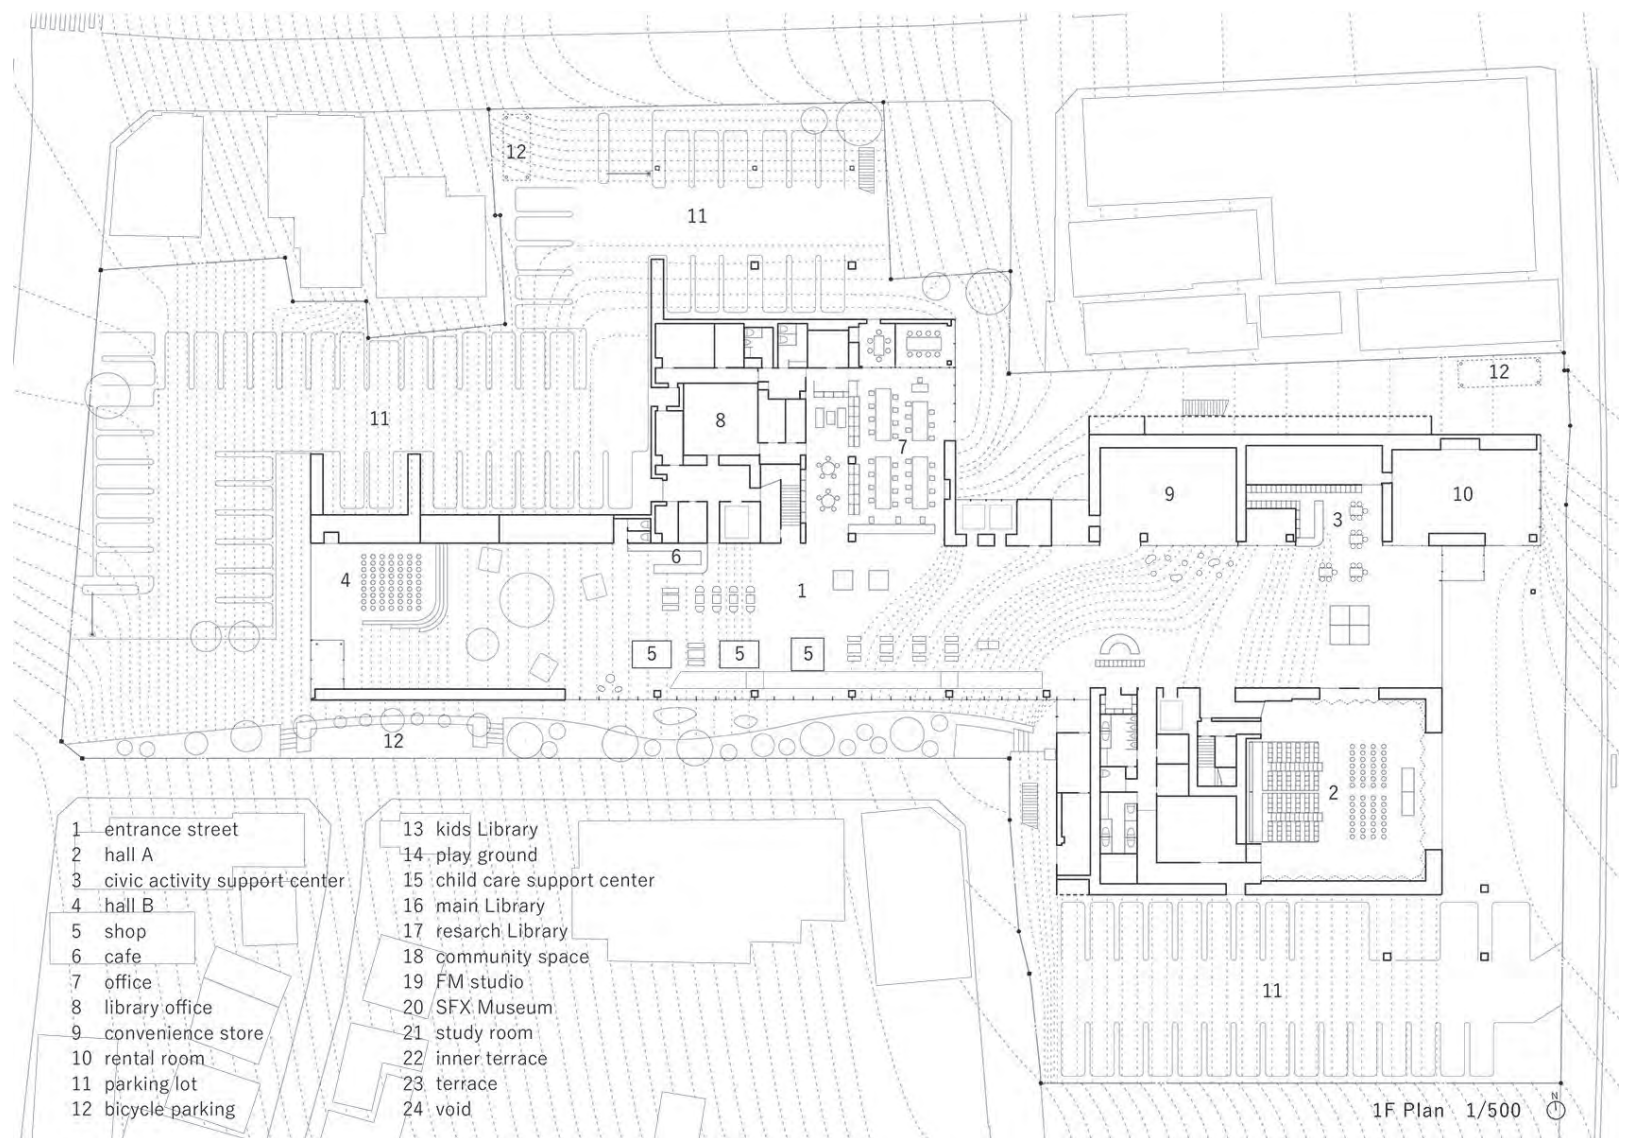 12
11
12
11
8
7
9
10
3
6
4
1
5
5
5
12
2
11
1 entrance street
2 hall A
3 civic activity support center
4 hall B
5 shop
6 cafe
7 office
8 library office
9 convenience store
10 rental room
11 parking lot
12 bicycle parking
13 kids Library
14 play ground
15 child care support center
16 main Library
17 resarch Library
18 community space
19 FM studio
20 SFX Museum
21 study room
22 inner terrace
23 terrace
24 void
1F Plan 1/500
N